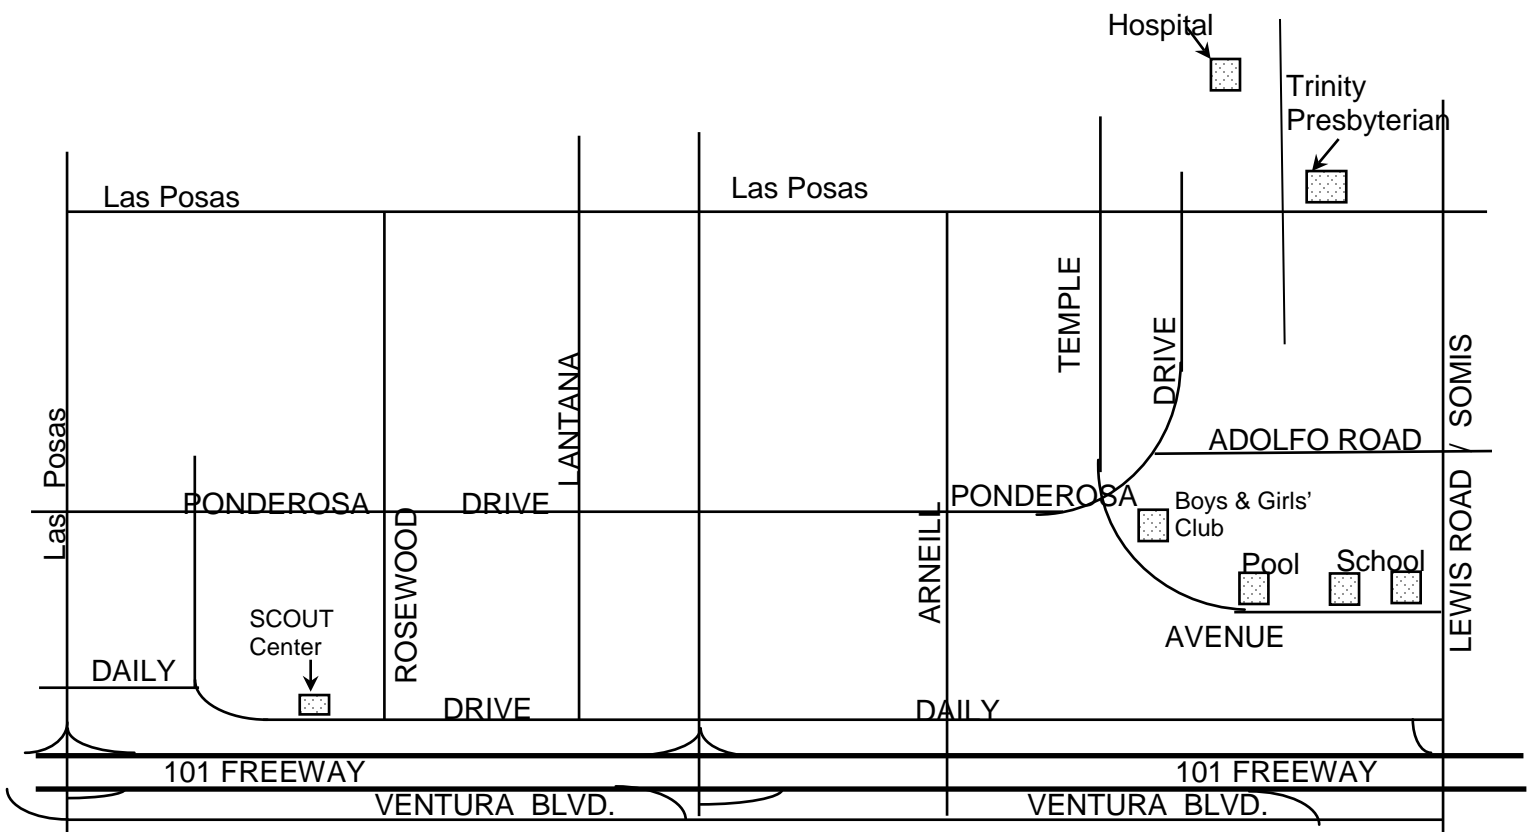 Hospital
Trinity
Presbyterian
Las Posas
Las Posas
TEMPLE
DRIVE
LANTANA
Las Posas
LEWIS ROAD / SOMIS
ADOLFO ROAD
PONDEROSA
DRIVE
PONDEROSA
ROSEWOOD
ARNEILL
Boys & Girls'
Club
Pool
School
SCOUT
Center
AVENUE
DAILY
DRIVE
DAILY
101 FREEWAY
101 FREEWAY
VENTURA BLVD.
VENTURA BLVD.